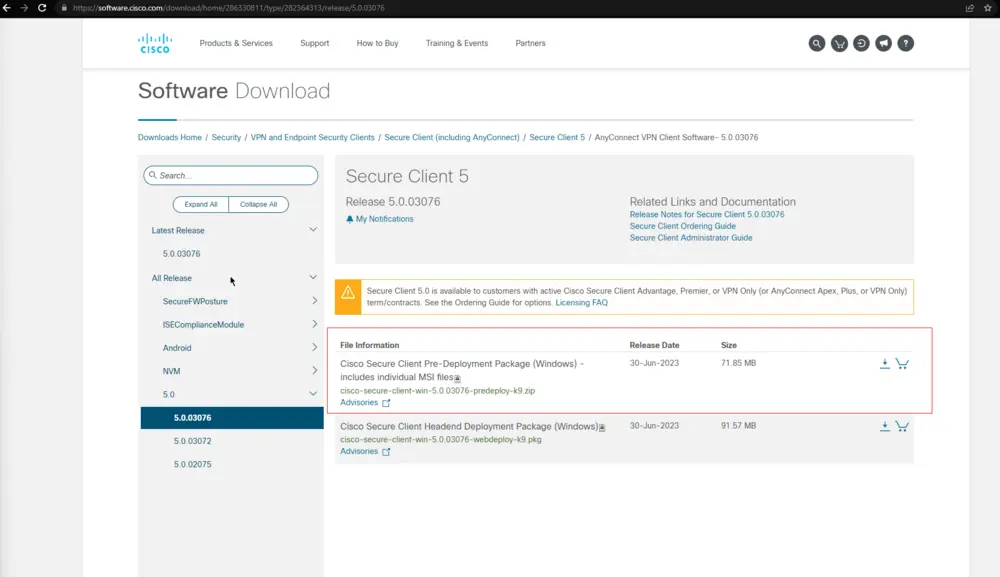 https://software.cisco.com/download/home/286330811/type/282364313/release/5.0.03076
CISCO
Products & Services
Support
How to Buy
Training & Events
Partners
Software Download
Downloads Home / Security / VPN and Endpoint Security Clients / Secure Client (including AnyConnect) / Secure Client 5 / AnyConnect VPN Client Software- 5.0.03076
Search...
Expand All
Collapse All
Latest Release
5.0.03076
All Release
SecureFWPosture
ISEComplianceModule
Android
NVM
5.0
5.0.03076
5.0.03072
5.0.02075
Secure Client 5
Release 5.0.03076
My Notifications
Related Links and Documentation
Release Notes for Secure Client 5.0.03076
Secure Client Ordering Guide
Secure Client Administrator Guide
Secure Client 5.0 is available to customers with active Cisco Secure Client Advantage, Premier, or VPN Only (or AnyConnect Apex, Plus, or VPN Only)
term/contracts. See the Ordering Guide for options. Licensing FAQ
File Information
Release Date
Size
Cisco Secure Client Pre-Deployment Package (Windows) -
includes individual MSI files
cisco-secure-client-win-5.0.03076-predeploy-k9.zip
Advisories
30-Jun-2023
71.85 MB
Cisco Secure Client Headend Deployment Package (Windows)
cisco-secure-client-win-5.0.03076-webdeploy-k9.pkg
Advisories
30-Jun-2023
91.57 MB